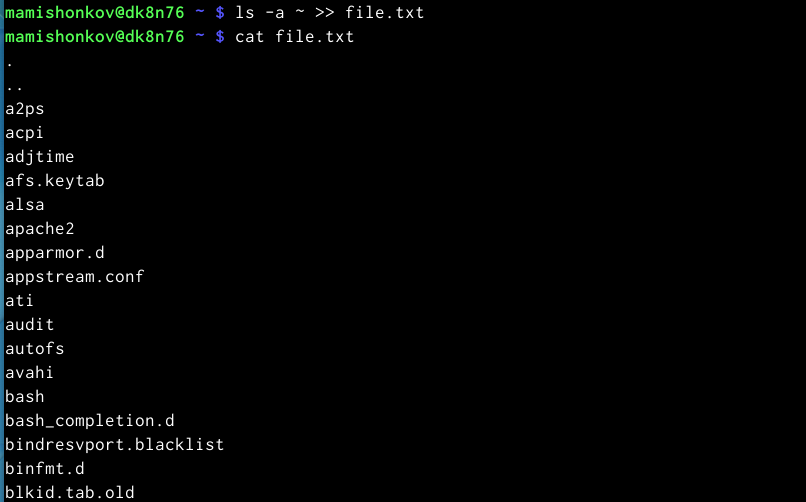 mamishonkov@dk8n76 ~ $ ls -a ~ >> file.txt
mamishonkov@dk8n76 ~ $ cat file.txt
.
..
a2ps
acpi
adjtime
afs.keytab
alsa
apache2
apparmor.d
appstream.conf
ati
audit
autofs
avahi
bash
bash_completion.d
bindresvport.blacklist
binfmt.d
blkid.tab.old